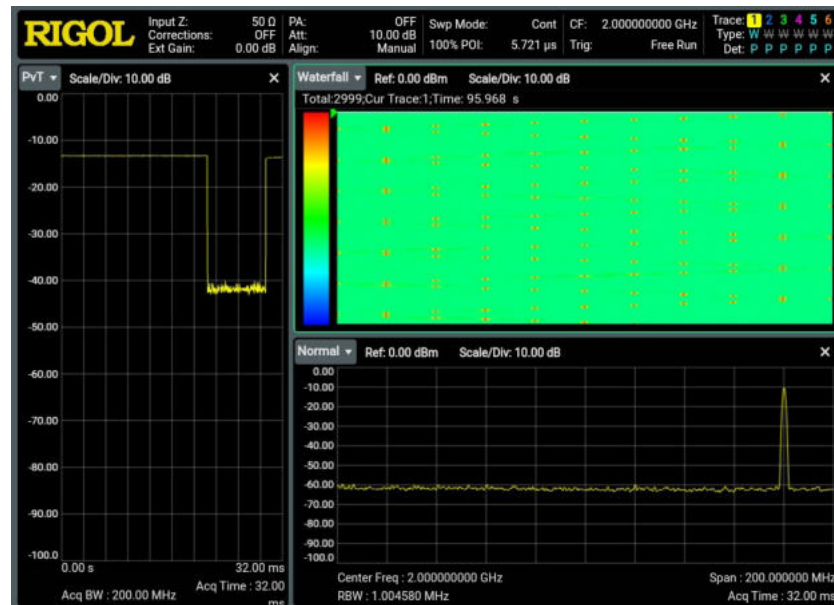 RIGOL
Input Z: 50 Ω
Corrections: OFF
Ext Gain: 0.00 dB
PA: OFF
Att: 10.00 dB
Align: Manual
Swp Mode: Cont
100% POI: 5.721 µs
CF: 2.000000000 GHz
Trig: Free Run
Trace: 1 2 3 4 5 6
Type: W W W W W W
Det: P P P P P P
PvT Scale/Div: 10.00 dB
0.00
-10.00
-20.00
-30.00
-40.00
-50.00
-60.00
-70.00
-80.00
-90.00
-100.0
0.00 s 32.00 ms
Acq BW : 200.00 MHz
Acq Time : 32.00
ms
Waterfall Ref: 0.00 dBm Scale/Div: 10.00 dB
Total:2999;Cur Trace:1;Time: 95.968 s
Normal Ref: 0.00 dBm Scale/Div: 10.00 dB
0.00
-10.00
-20.00
-30.00
-40.00
-50.00
-60.00
-70.00
-80.00
-90.00
-100.0
Center Freq : 2.000000000 GHz Span : 200.000000 MHz
RBW : 1.004580 MHz Acq Time : 32.00 ms